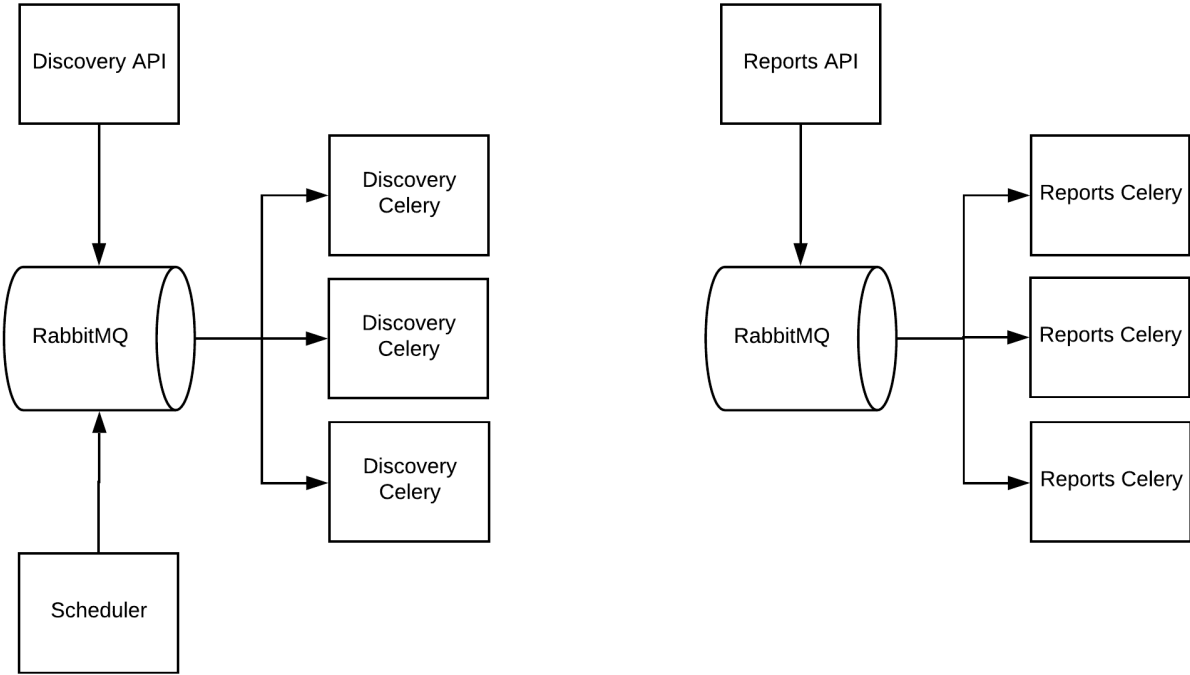 Discovery API
Discovery
Celery
RabbitMQ
Discovery
Celery
Discovery
Celery
Scheduler
Reports API
Reports Celery
RabbitMQ
Reports Celery
Reports Celery